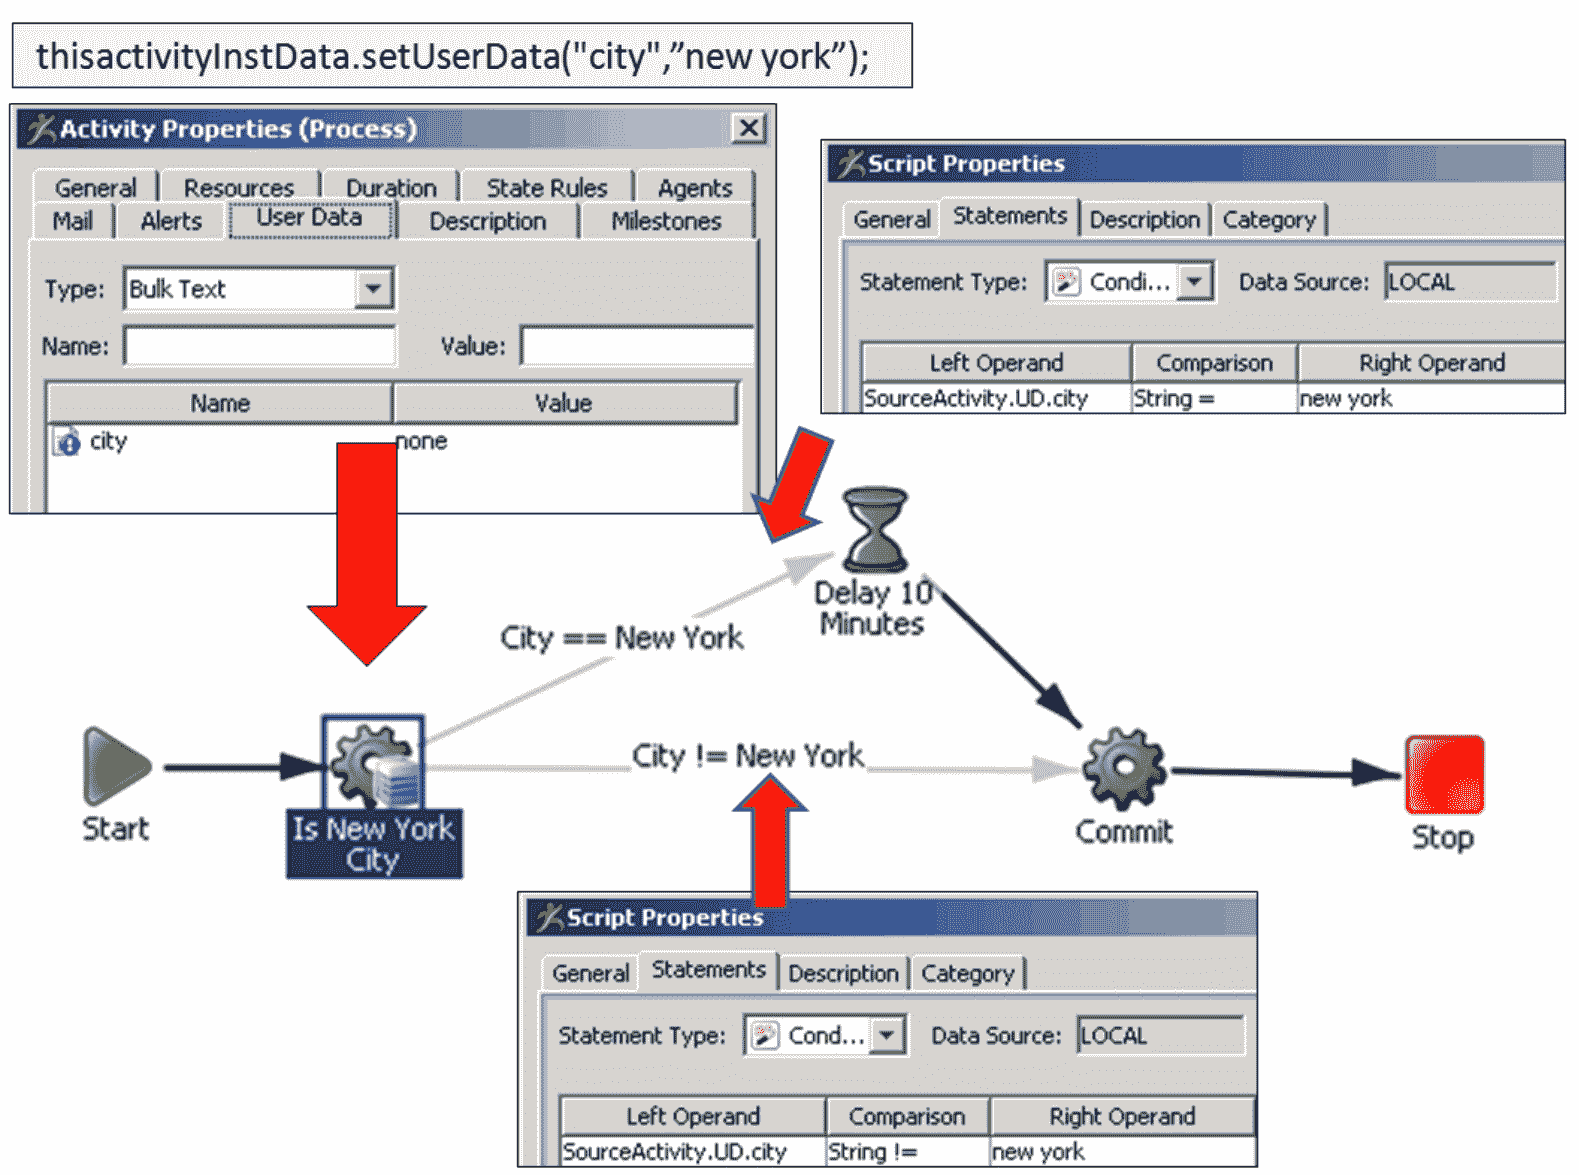 thisactivityInstData.setUserData("city",”new york”);
Activity Properties (Process)
General Resources Duration State Rules Agents
Mail Alerts User Data Description Milestones
Type: Bulk Text
Name: Value:
Name Value
city none
Script Properties
General Statements Description Category
Statement Type: Condi... Data Source: LOCAL
Left Operand Comparison Right Operand
SourceActivity.UD.city String = new york
Delay 10
Minutes
City == New York
City != New York
Start
Is New York
City
Commit
Stop
Script Properties
General Statements Description Category
Statement Type: Cond... Data Source: LOCAL
Left Operand Comparison Right Operand
SourceActivity.UD.city String != new york